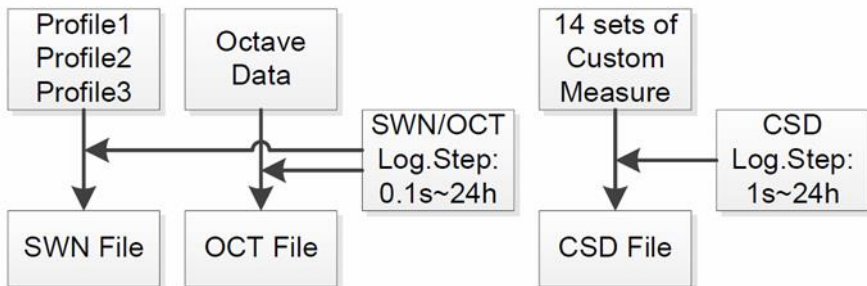 Profile1
Profile2
Profile3
Octave
Data
14 sets of
Custom
Measure
SWN/OCT
Log.Step:
0.1s~24h
CSD
Log.Step:
1s~24h
SWN File
OCT File
CSD File